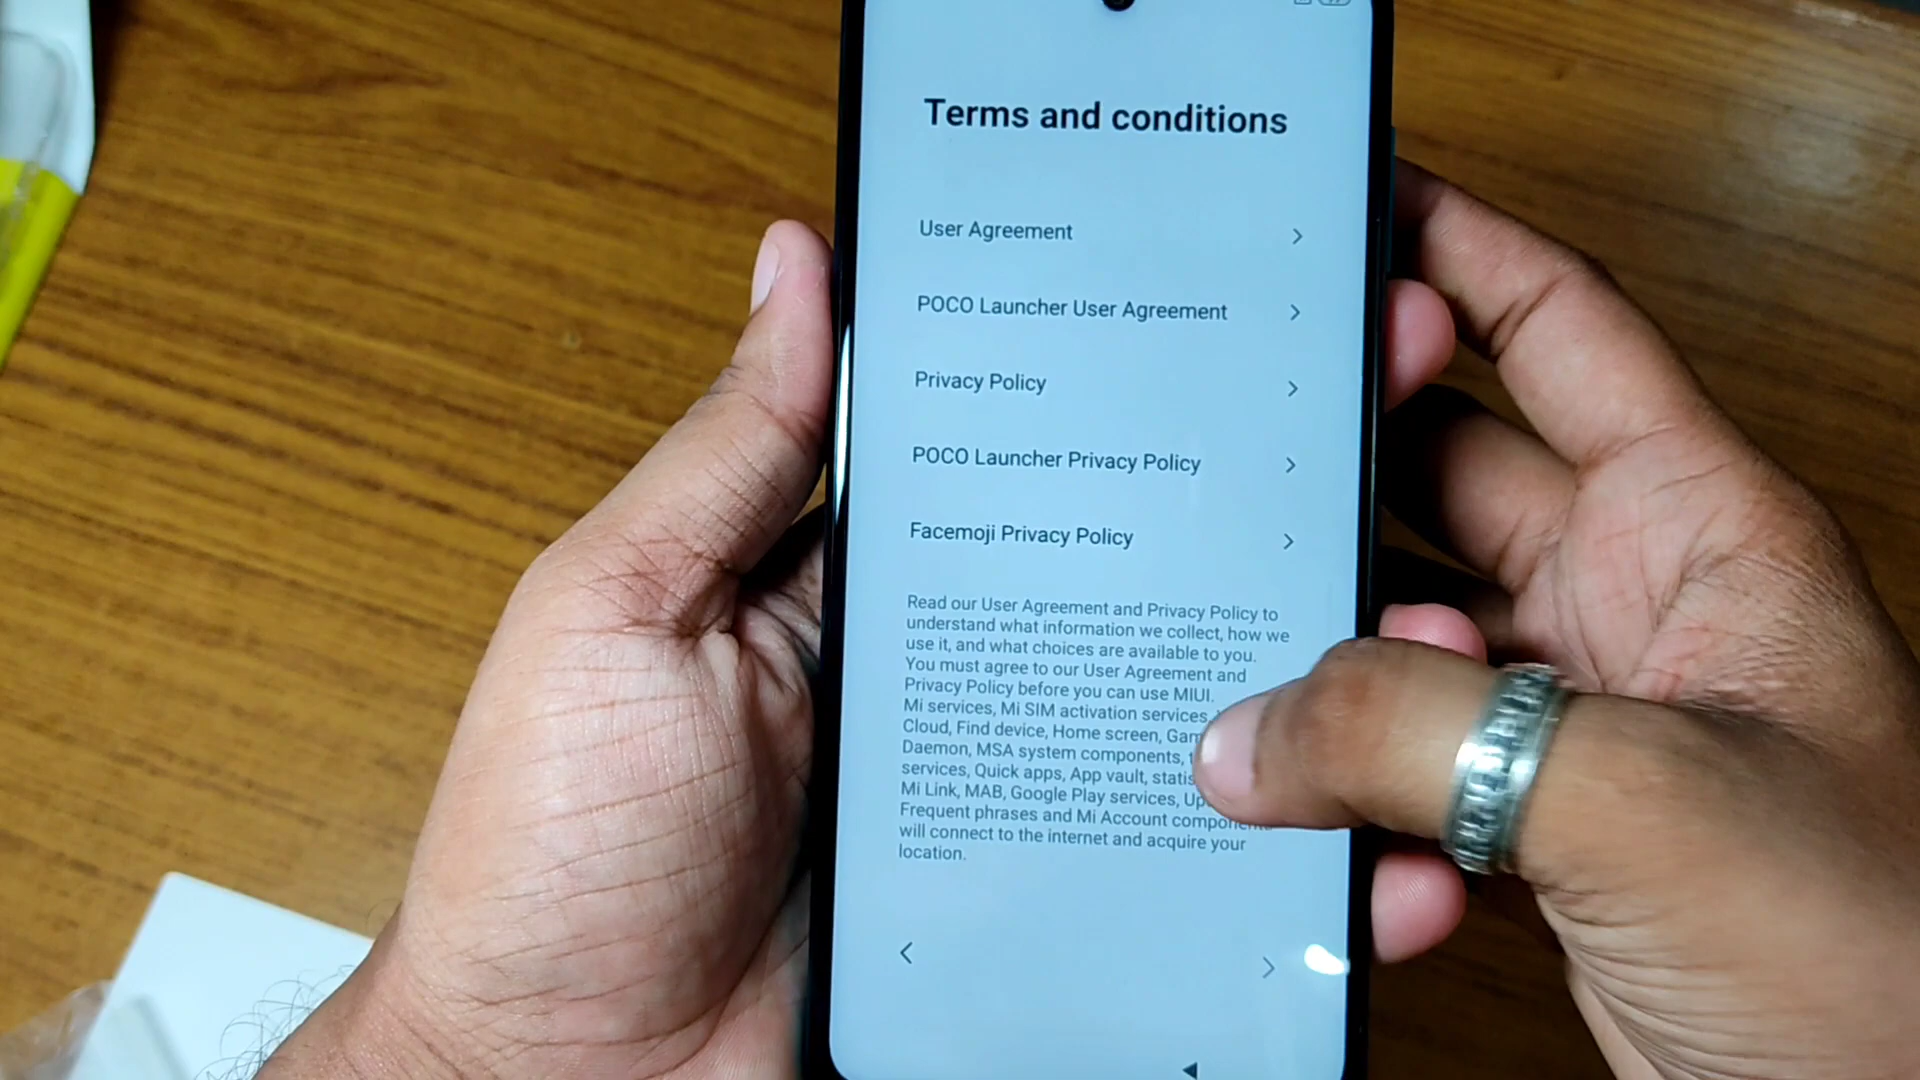 Terms and conditions
User Agreement
POCO Launcher User Agreement
Privacy Policy
POCO Launcher Privacy Policy
Facemoji Privacy Policy
Read our User Agreement and Privacy Policy to
understand what information we collect, how we
use it, and what choices are available to you.
You must agree to our User Agreement and
Privacy Policy before you can use MIUI.
Mi services, Mi SIM activation services,
Cloud, Find device, Home screen,
Daemon, MSA system components,
services, Quick apps, App vault,
Mi Link, MAB, Google Play services,
Frequent phrases and Mi Account
will connect to the internet and acquire your
location.